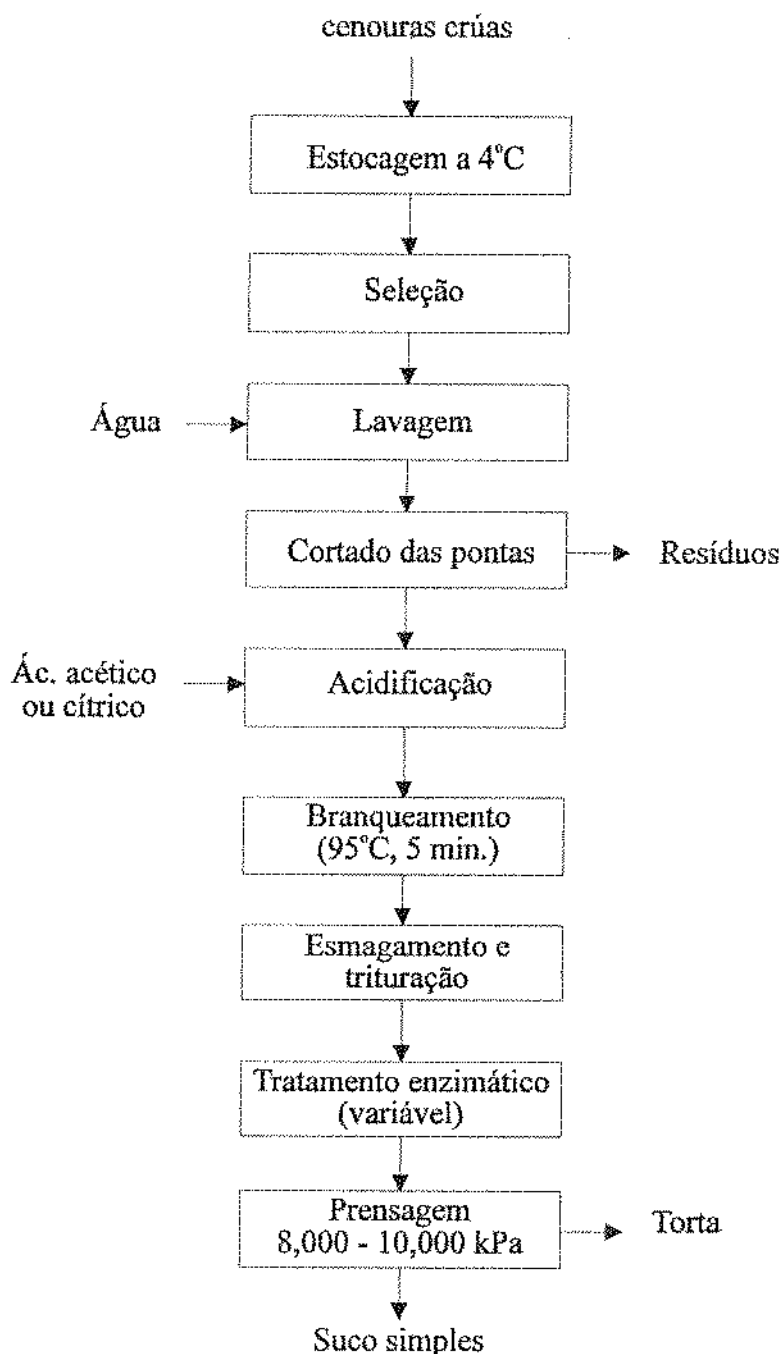 cenouras crúas
Estocagem a 4°C
Seleção
Água
Lavagem
Cortado das pontas
Resíduos
Ác. acético
ou cítrico
Acidificação
Branqueamento
(95°C, 5 min.)
Esmagamento e
trituração
Tratamento enzimático
(variável)
Prensagem
8,000 - 10,000 kPa
Torta
Suco simples